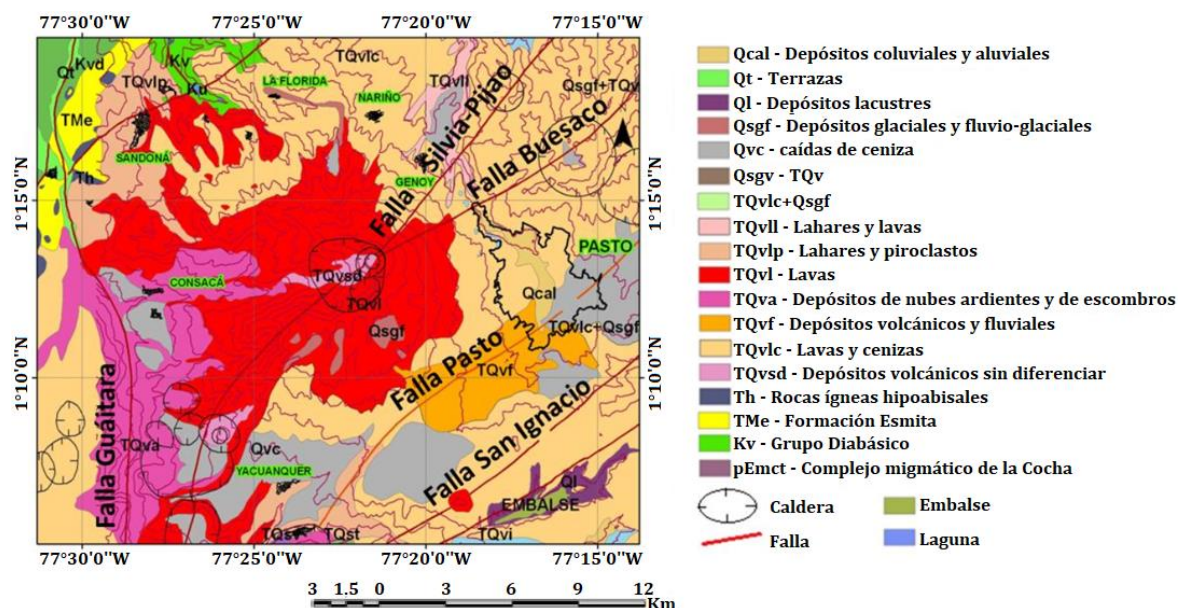 77°30'0"W 77°25'0"W 77°20'0"W 77°15'0"W
1°15'0"N
1°10'0"N
Kvd
Qt
Kv
TQvlc
TQvlp
Ku
LA FLORIDA
NARIÑO
TQvll
Qsgf+TQv
TMe
SANDONÁ
Th
GENOY
Falla Silvia-Pijao
Falla Buesaco
PASTO
CONSACÁ
TQvsd
TQvl
Qcal
Qsgf
TQvlc+Qsgf
Falla Pasto
TQvf
Falla Guáitara
TQva
Qvc
YACUANQUER
Falla San Ignacio
Ql
EMBALSE
TQsv
TQst
TQvi
1°15'0"N
1°10'0"N
77°30'0"W 77°25'0"W 77°20'0"W 77°15'0"W
3 1.5 0 3 6 9 12
Km
Qcal - Depósitos coluviales y aluviales
Qt - Terrazas
Ql - Depósitos lacustres
Qsgf - Depósitos glaciales y fluvio-glaciales
Qvc - caídas de ceniza
Qsgv - TQv
TQvlc+Qsgf
TQvll - Lahares y lavas
TQvlp - Lahares y piroclastos
TQvl - Lavas
TQva - Depósitos de nubes ardientes y de escombros
TQvf - Depósitos volcánicos y fluviales
TQvlc - Lavas y cenizas
TQvsd - Depósitos volcánicos sin diferenciar
Th - Rocas ígneas hipoabisales
TMe - Formación Esmita
Kv - Grupo Diabásico
pEmct - Complejo migmático de la Cocha
Caldera
Embalse
Falla
Laguna